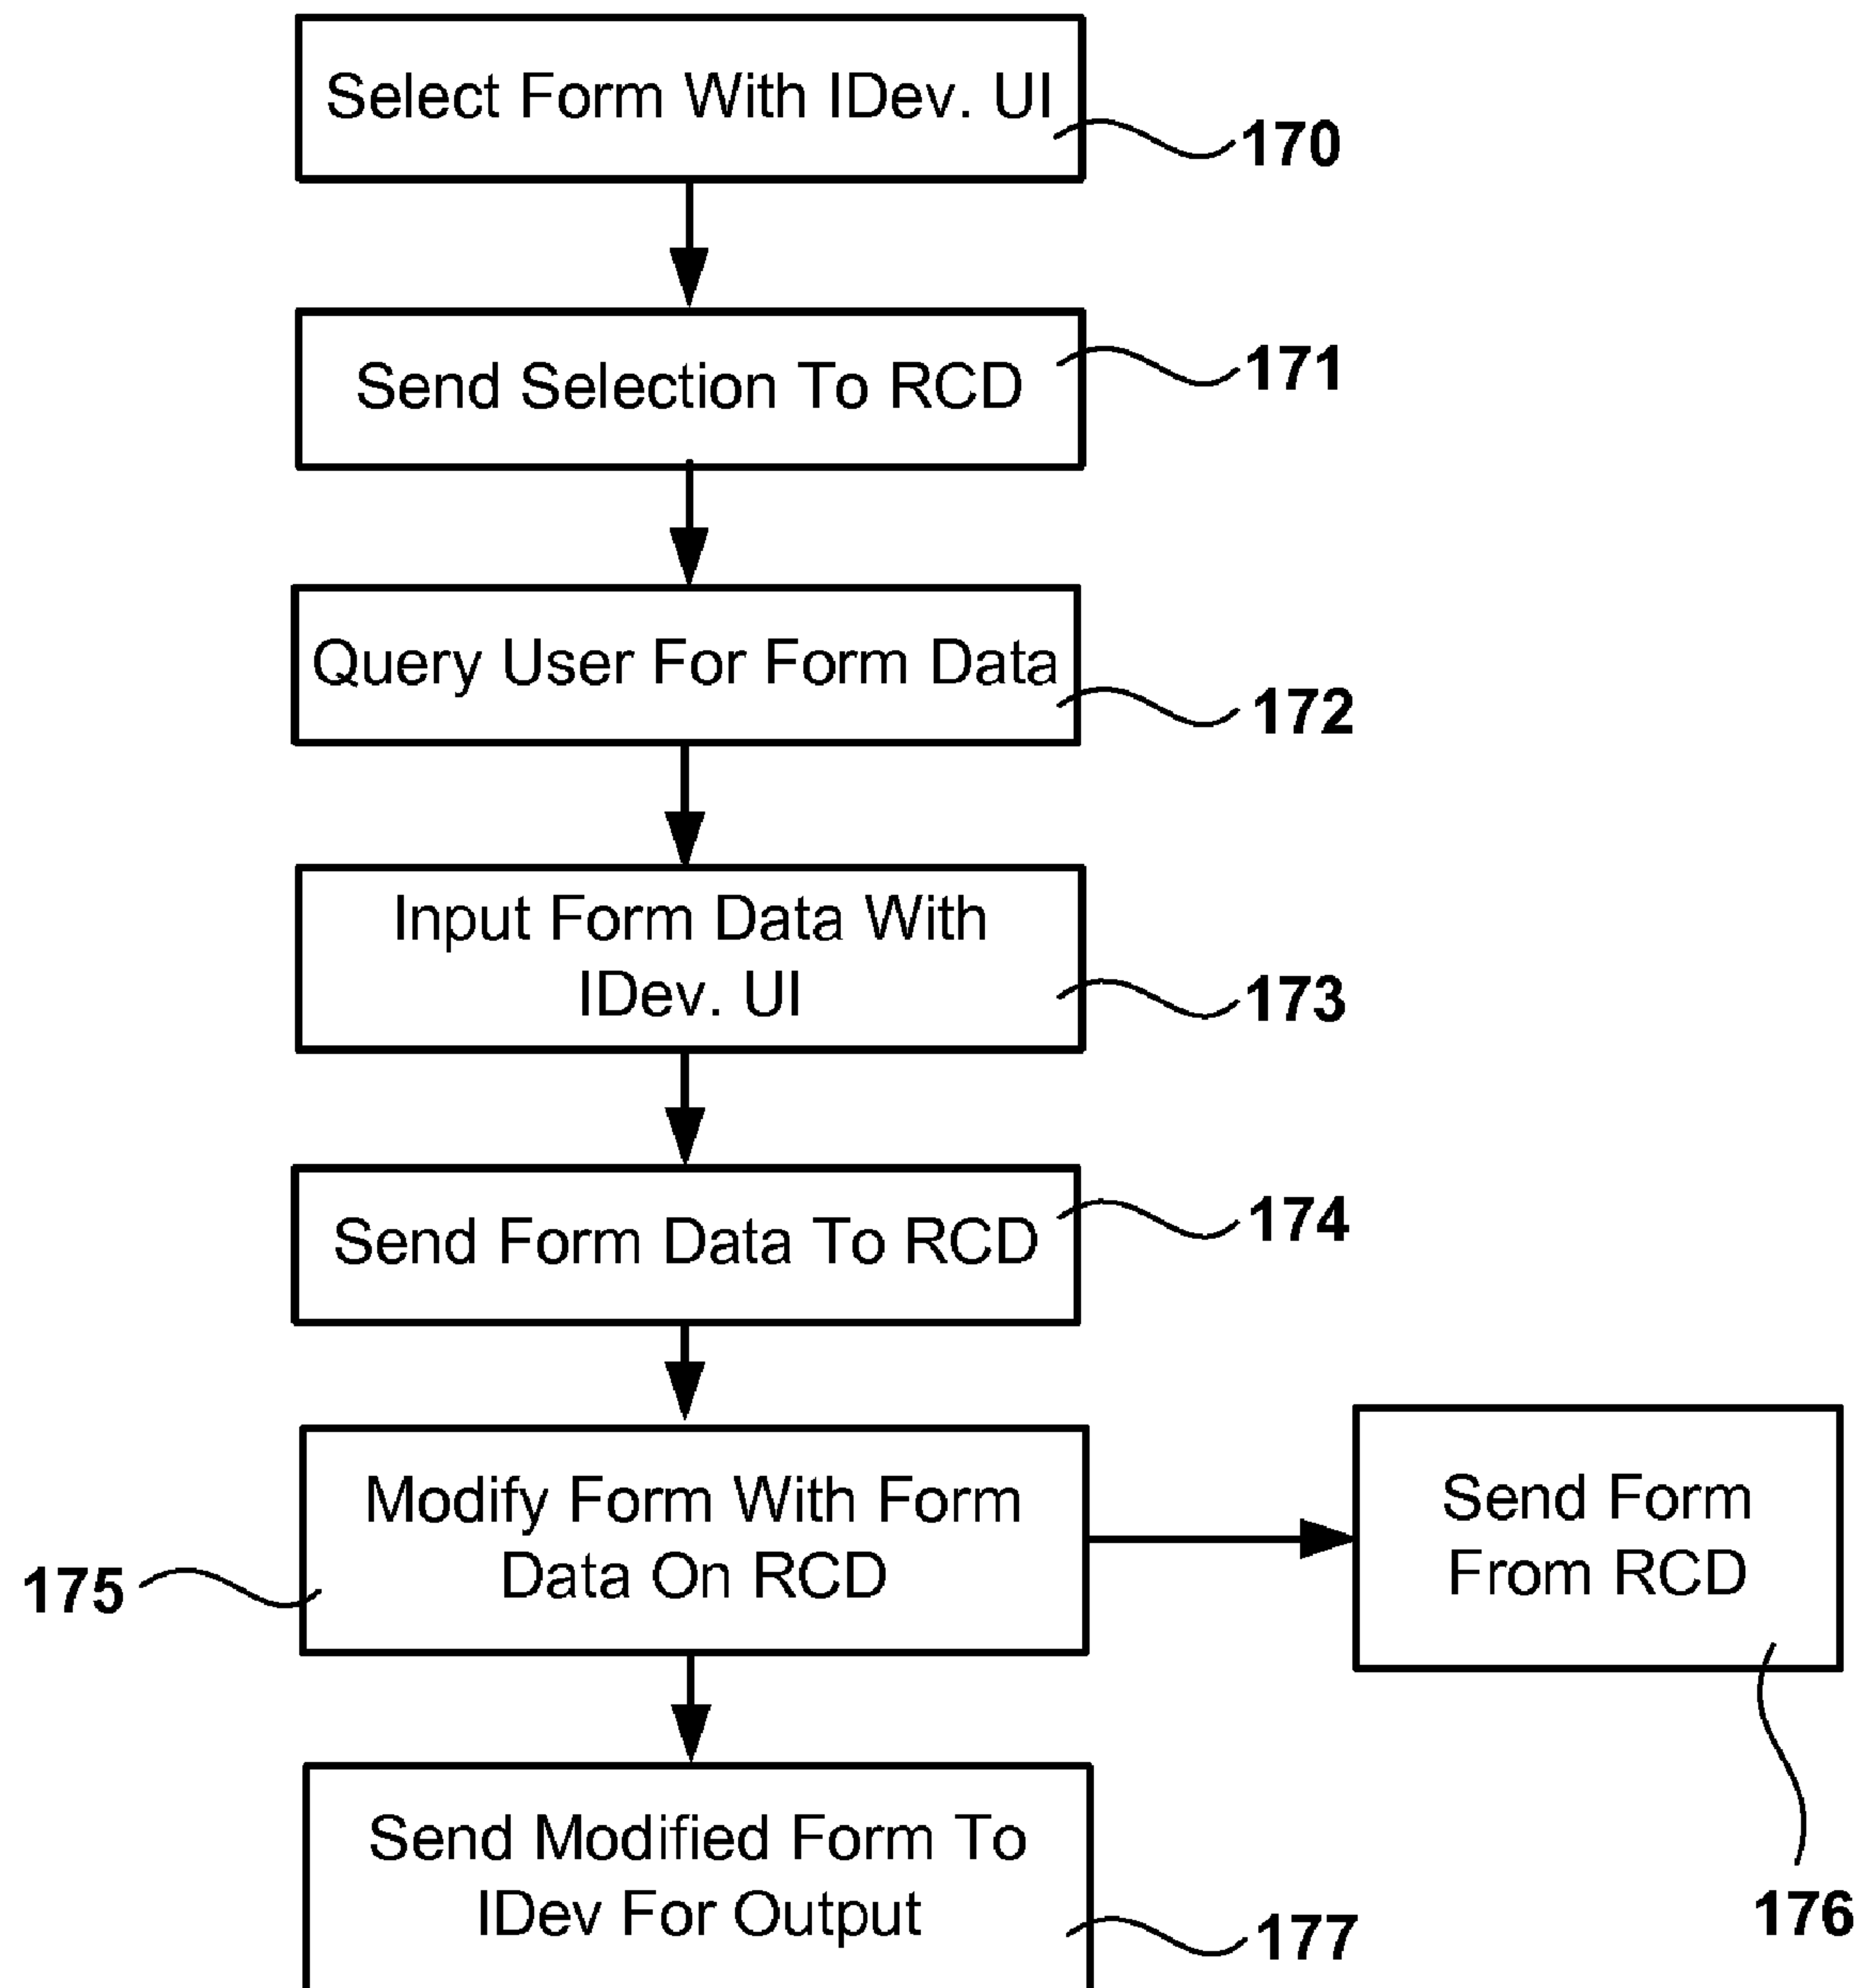 Select Form With IDev. UI
170
Send Selection To RCD
171
Query User For Form Data
172
Input Form Data With
IDev. UI
173
Send Form Data To RCD
174
Modify Form With Form
Data On RCD
175
Send Form
From RCD
176
Send Modified Form To
IDev For Output
177